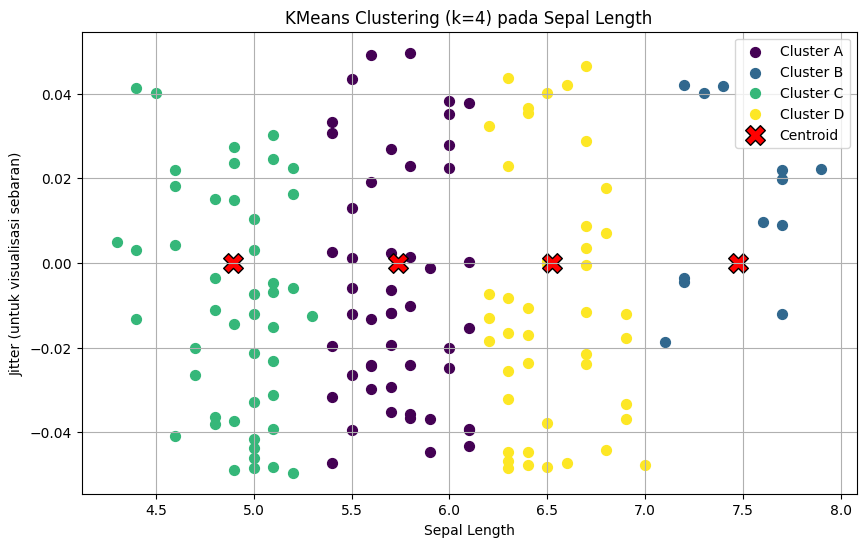 KMeans Clustering (k=4) pada Sepal Length
Cluster A
Cluster B
Cluster C
Cluster D
Centroid
Jitter (untuk visualisasi sebaran)
0.04
0.02
0.00
−0.02
−0.04
4.5 5.0 5.5 6.0 6.5 7.0 7.5 8.0
Sepal Length